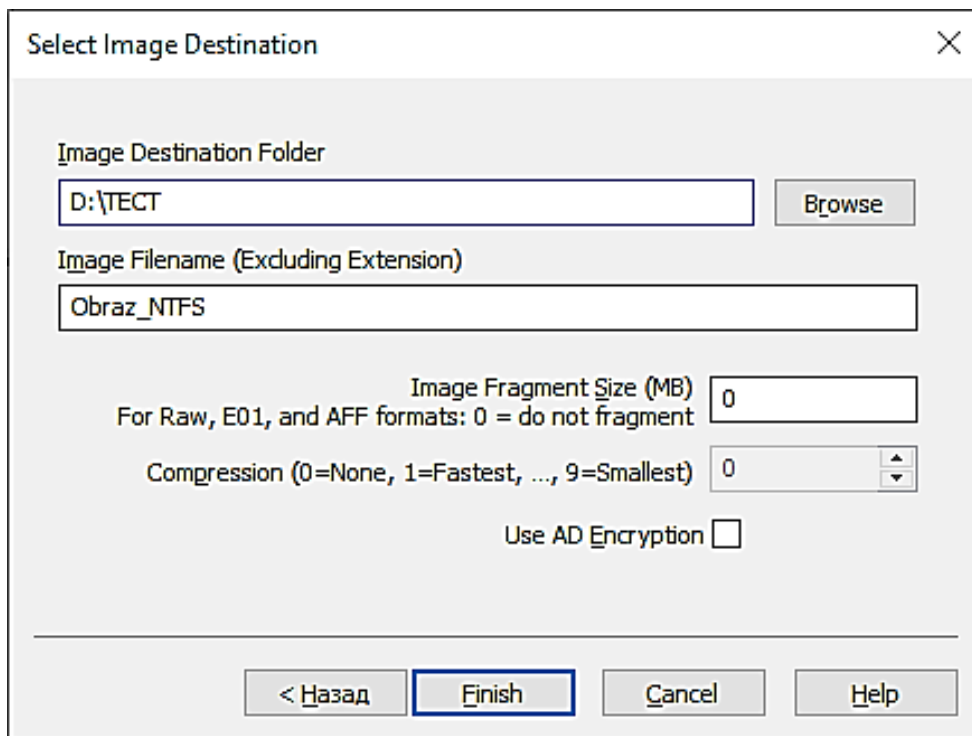 Select Image Destination
Image Destination Folder
D:\ТЕСТ
Browse
Image Filename (Excluding Extension)
Obraz_NTFS
Image Fragment Size (MB)
For Raw, E01, and AFF formats: 0 = do not fragment
0
Compression (0=None, 1=Fastest, ..., 9=Smallest)
0
Use AD Encryption
< Назад
Finish
Cancel
Help